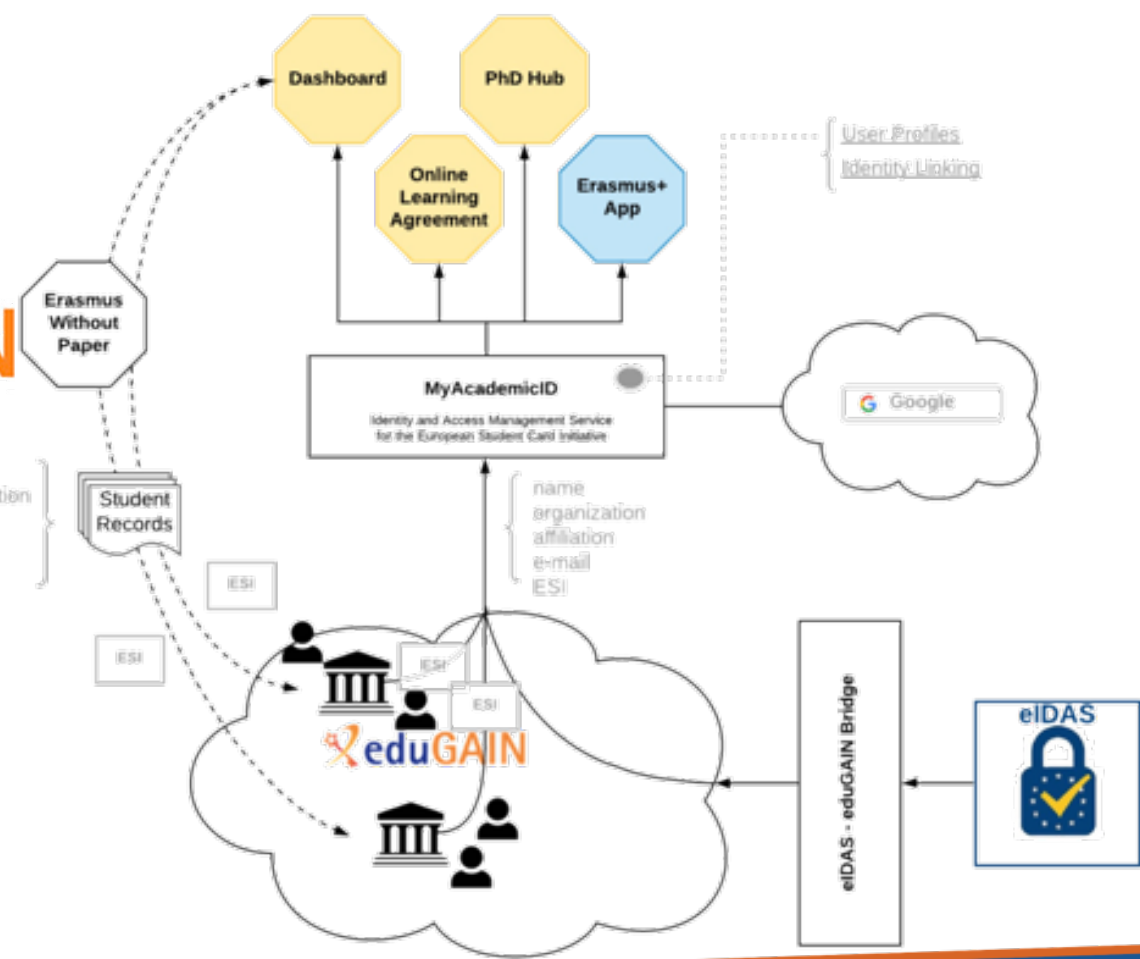 Dashboard
PhD Hub
Online
Learning
Agreement
Erasmus+
App
User Profiles
Identity Linking
Erasmus
Without
Paper
N
MyAcademicID
Identity and Access Management Service
for the European Student Card Initiative
Google
tion
Student
Records
name
organization
affiliation
e-mail
ESI
ESI
ESI
ESI
ESI
eduGAIN
eIDAS - eduGAIN Bridge
eIDAS